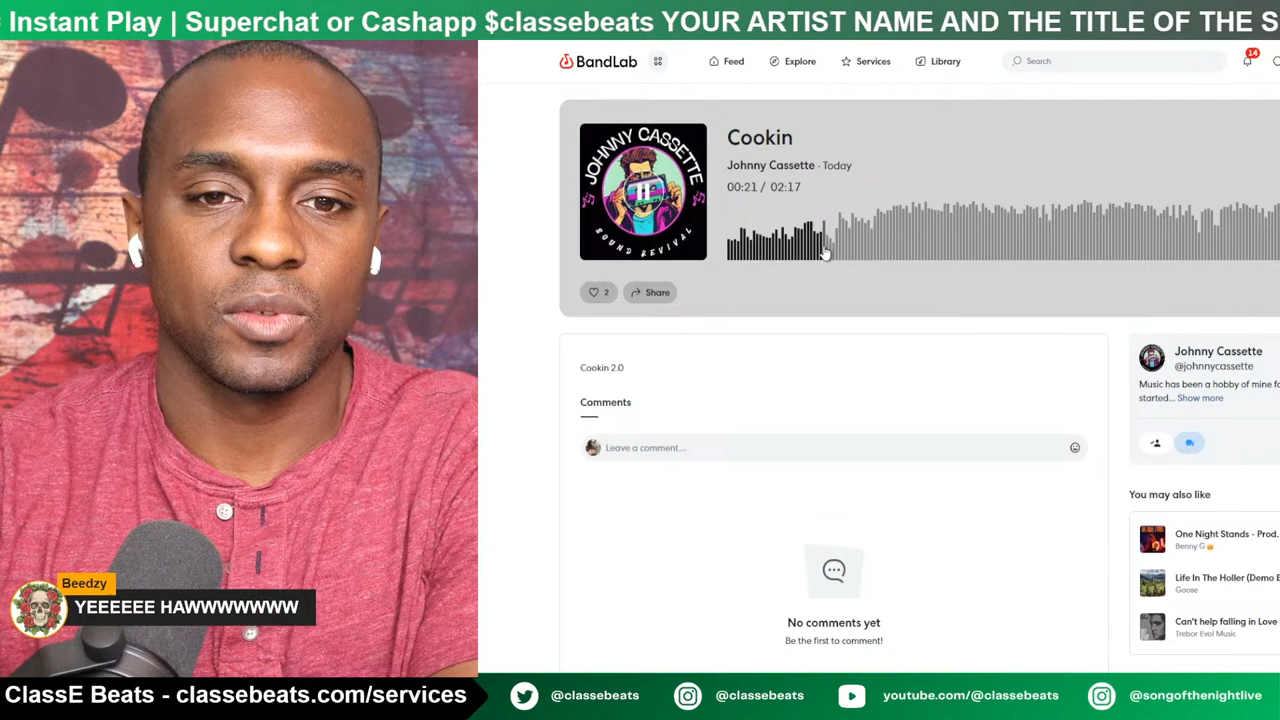 Instant Play | Superchat or Cashapp $classebeats YOUR ARTIST NAME AND THE TITLE OF THE S
BandLab
Feed
Explore
Services
Library
Search
14
JOHNNY CASSETTE
SOUND REVIVAL
Cookin
Johnny Cassette · Today
00:21 / 02:17
2
Share
Cookin 2.0
Comments
Leave a comment...
No comments yet
Be the first to comment!
Johnny Cassette
@johnnycassette
Music has been a hobby of mine fo
started... Show more
You may also like
One Night Stands - Prod.
Benny G
Life In The Holler (Demo E
Goose
Can't help falling in Love
Trebor Evol Music
Beedzy
YEEEEEE HAWWWWWWW
ClassE Beats - classebeats.com/services
@classebeats
@classebeats
youtube.com/@classebeats
@songofthenightlive